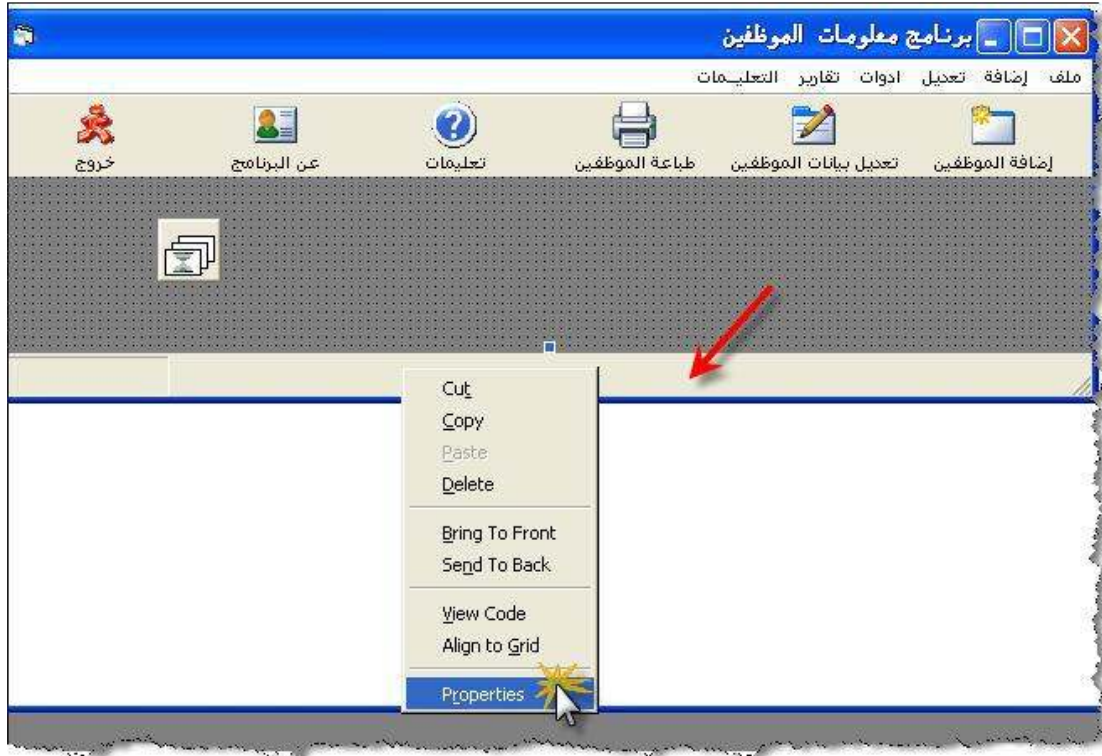 برنامج معلومات الموظفين
ملف إضافة تعديل ادوات تقارير التعليـمات
إضافة الموظفين تعديل بيانات الموظفين طباعة الموظفين تعليمات عن البرنامج خروج
Cut
Copy
Paste
Delete
Bring To Front
Send To Back
View Code
Align to Grid
Properties